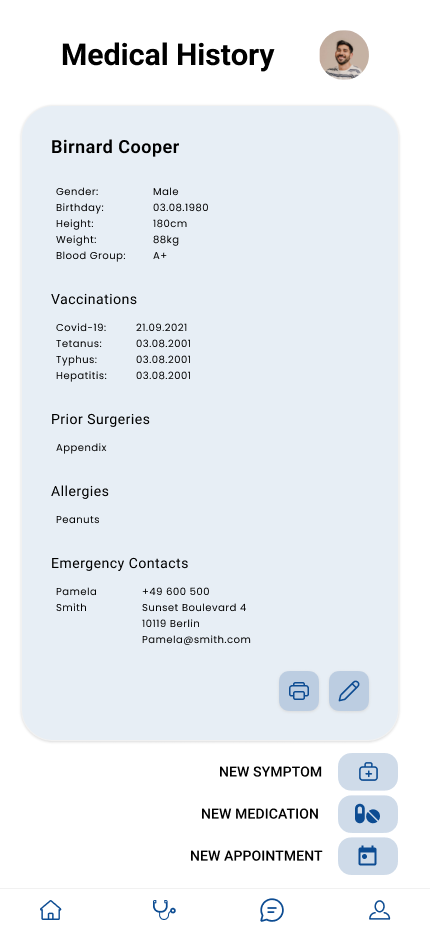 Medical History
Birnard Cooper
Gender: Male
Birthday: 03.08.1980
Height: 180cm
Weight: 88kg
Blood Group: A+
Vaccinations
Covid-19: 21.09.2021
Tetanus: 03.08.2001
Typhus: 03.08.2001
Hepatitis: 03.08.2001
Prior Surgeries
Appendix
Allergies
Peanuts
Emergency Contacts
Pamela +49 600 500
Smith Sunset Boulevard 4
10119 Berlin
Pamela@smith.com
NEW SYMPTOM
NEW MEDICATION
NEW APPOINTMENT